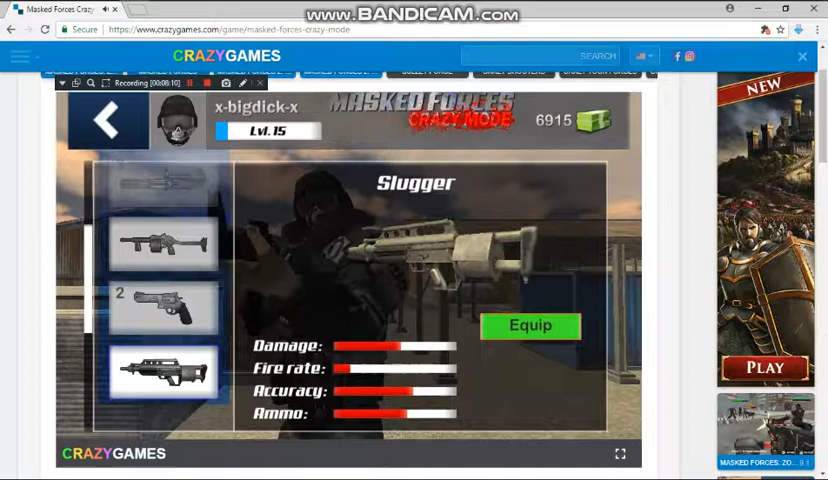 www.BANDICAM.com
Masked Forces Crazy
Secure
https://www.crazygames.com/game/masked-forces-crazy-mode
CRAZYGAMES
SEARCH
Recording [00:08:10]
x-bigdick-x
Lvl. 15
MASKED FORCES
CRAZY MODE
6915
Slugger
2
Equip
Damage:
Fire rate:
Accuracy:
Ammo:
CRAZYGAMES
NEW
PLAY
MASKED FORCES: ZO...
9.1